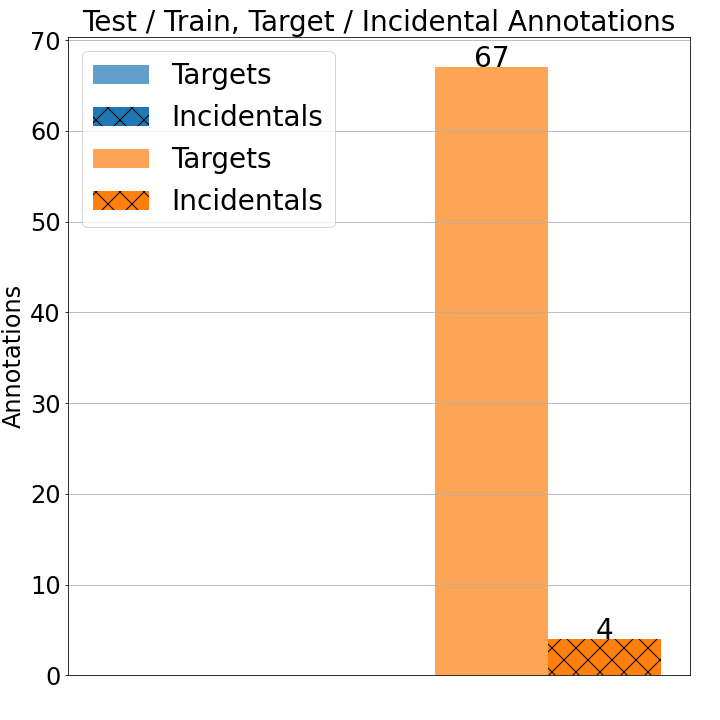 Test / Train, Target / Incidental Annotations
70
60
50
40
30
20
10
0
Annotations
Targets
Incidentals
Targets
Incidentals
67
4